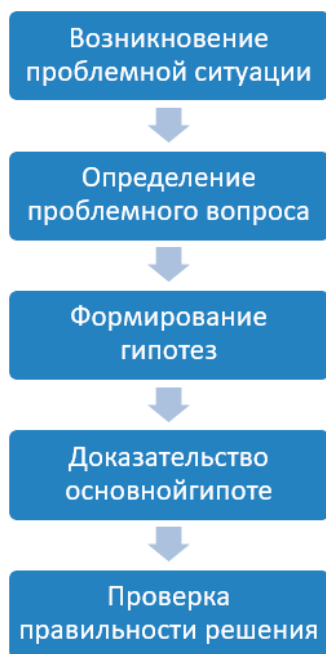 Возникновение
проблемной ситуации
Определение
проблемного вопроса
Формирование
гипотез
Доказательство
основнойгипоте
Проверка
правильности решения